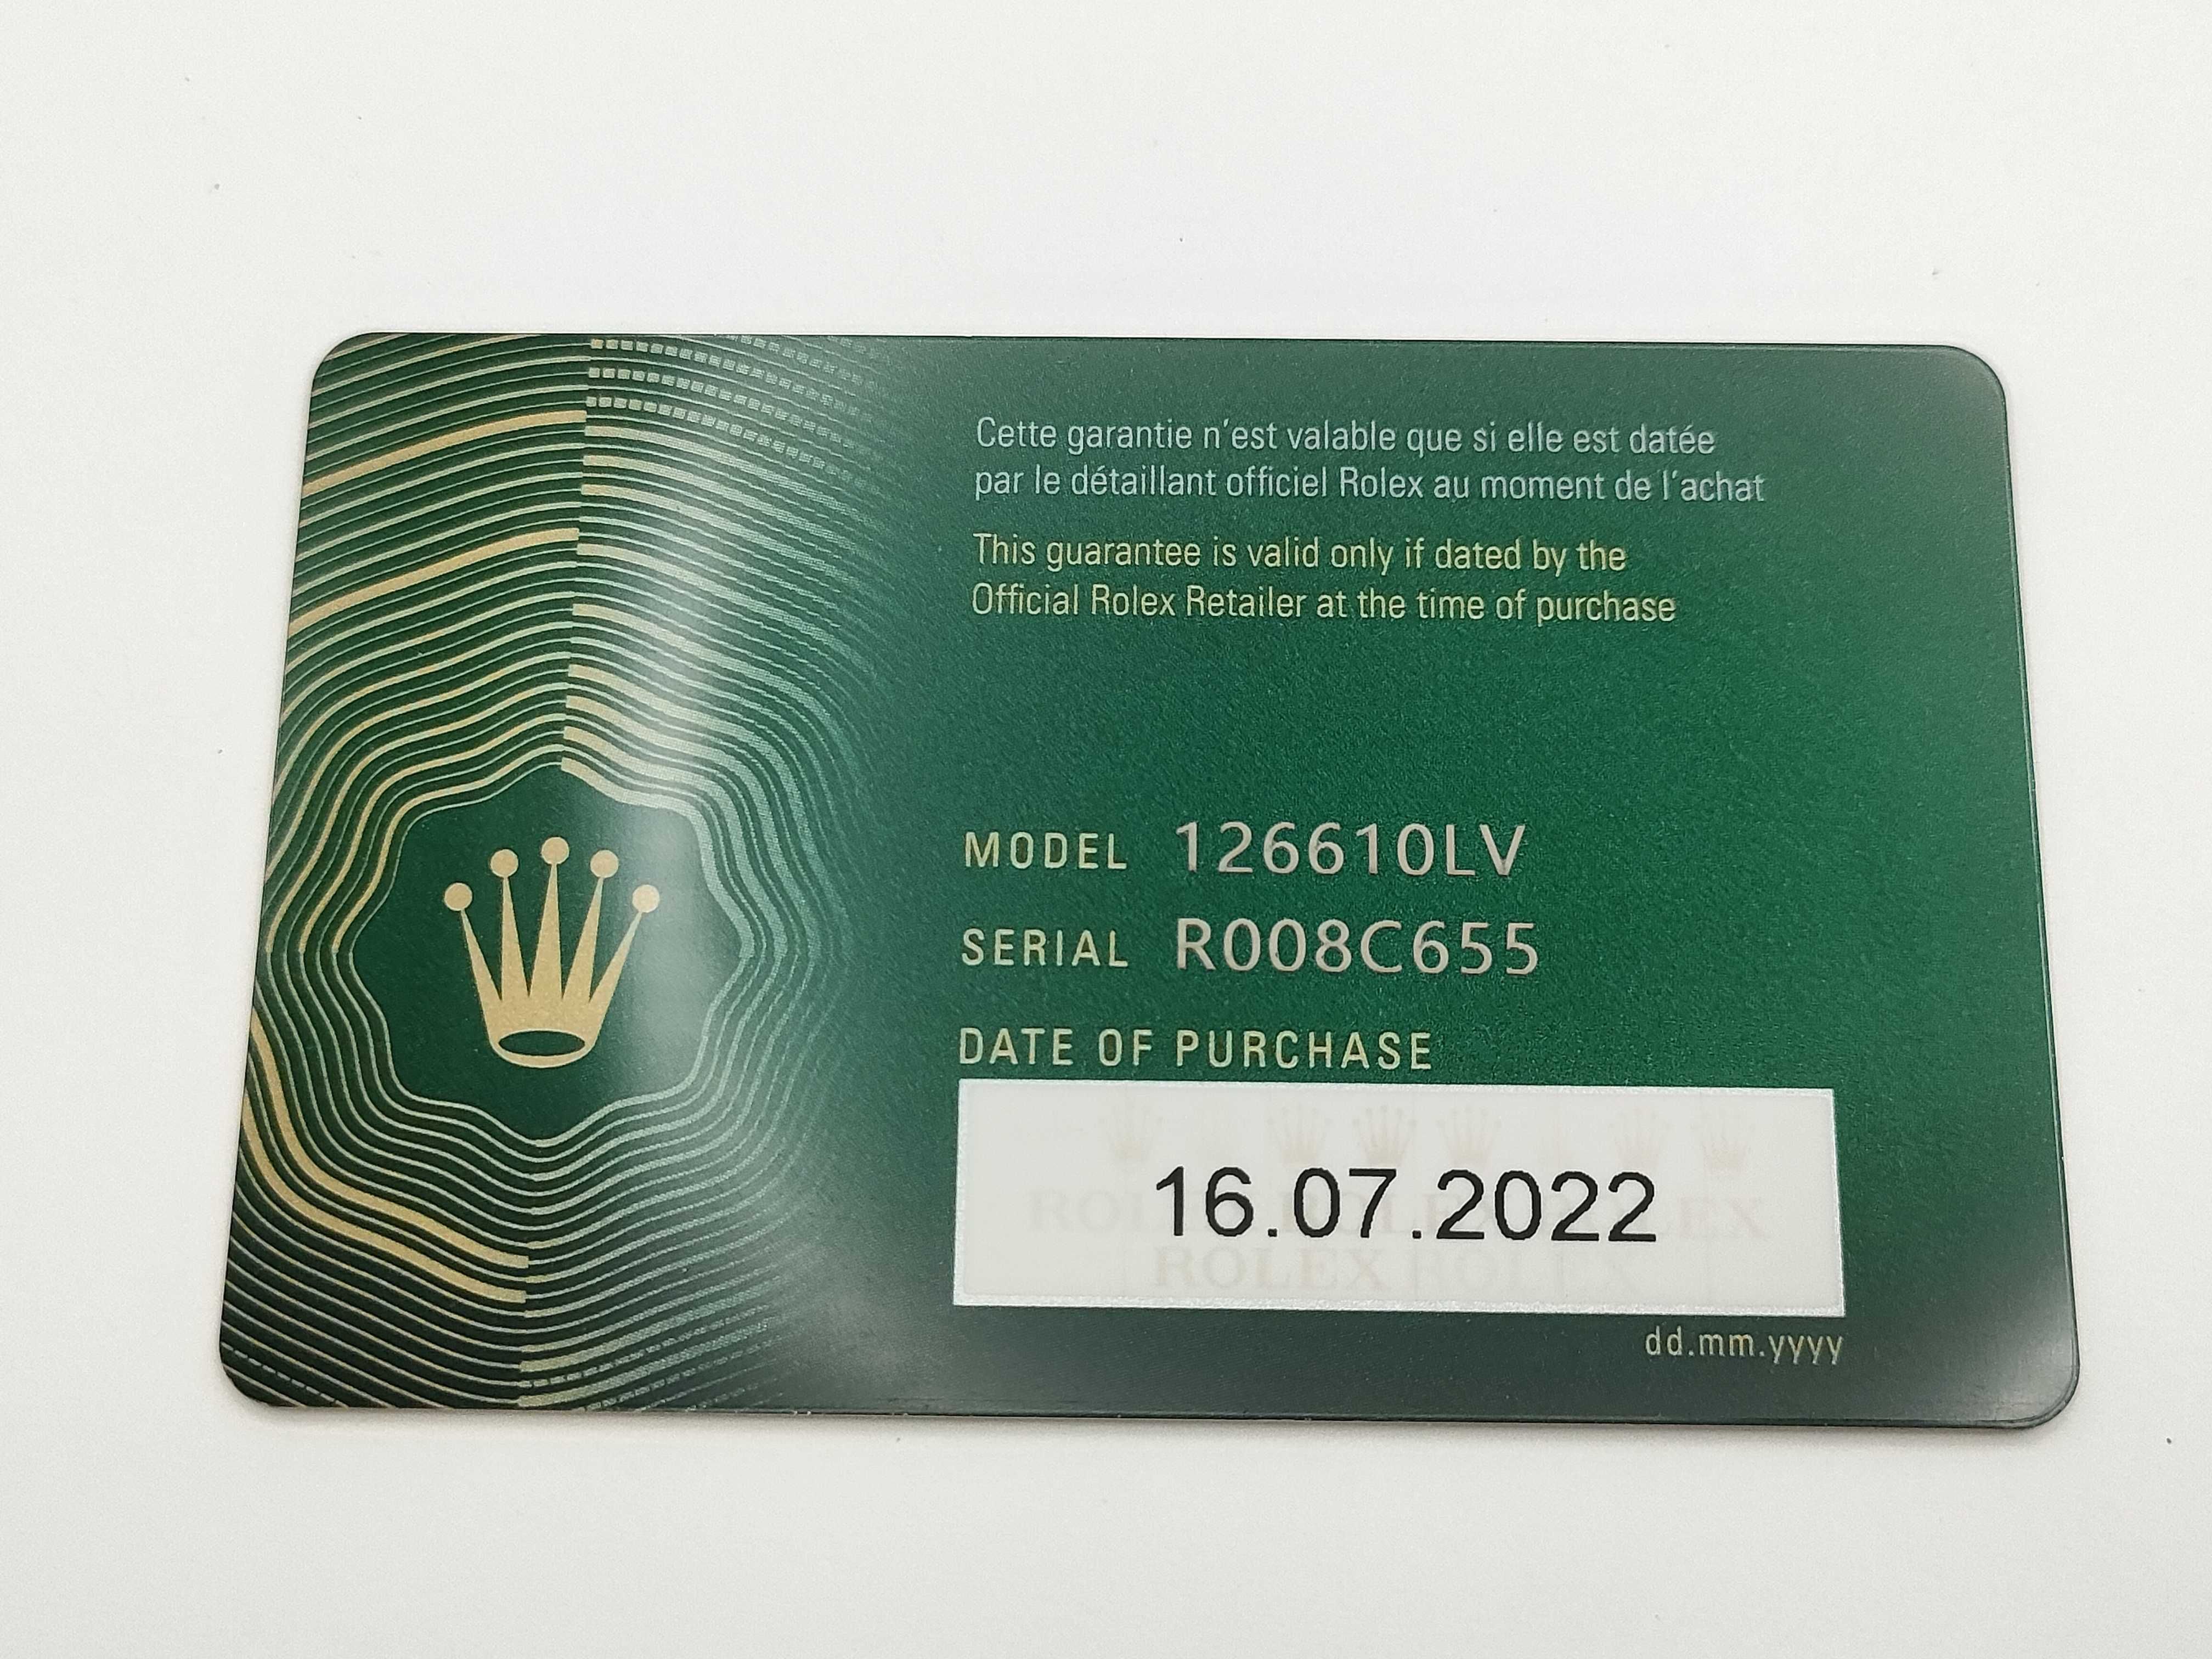 Cette garantie n'est valable que si elle est datée
par le détaillant officiel Rolex au moment de l'achat
This guarantee is valid only if dated by the
Official Rolex Retailer at the time of purchase
MODEL 126610LV
SERIAL R008C655
DATE OF PURCHASE
16.07.2022
ROLEX ROLEX
dd.mm.yyyy